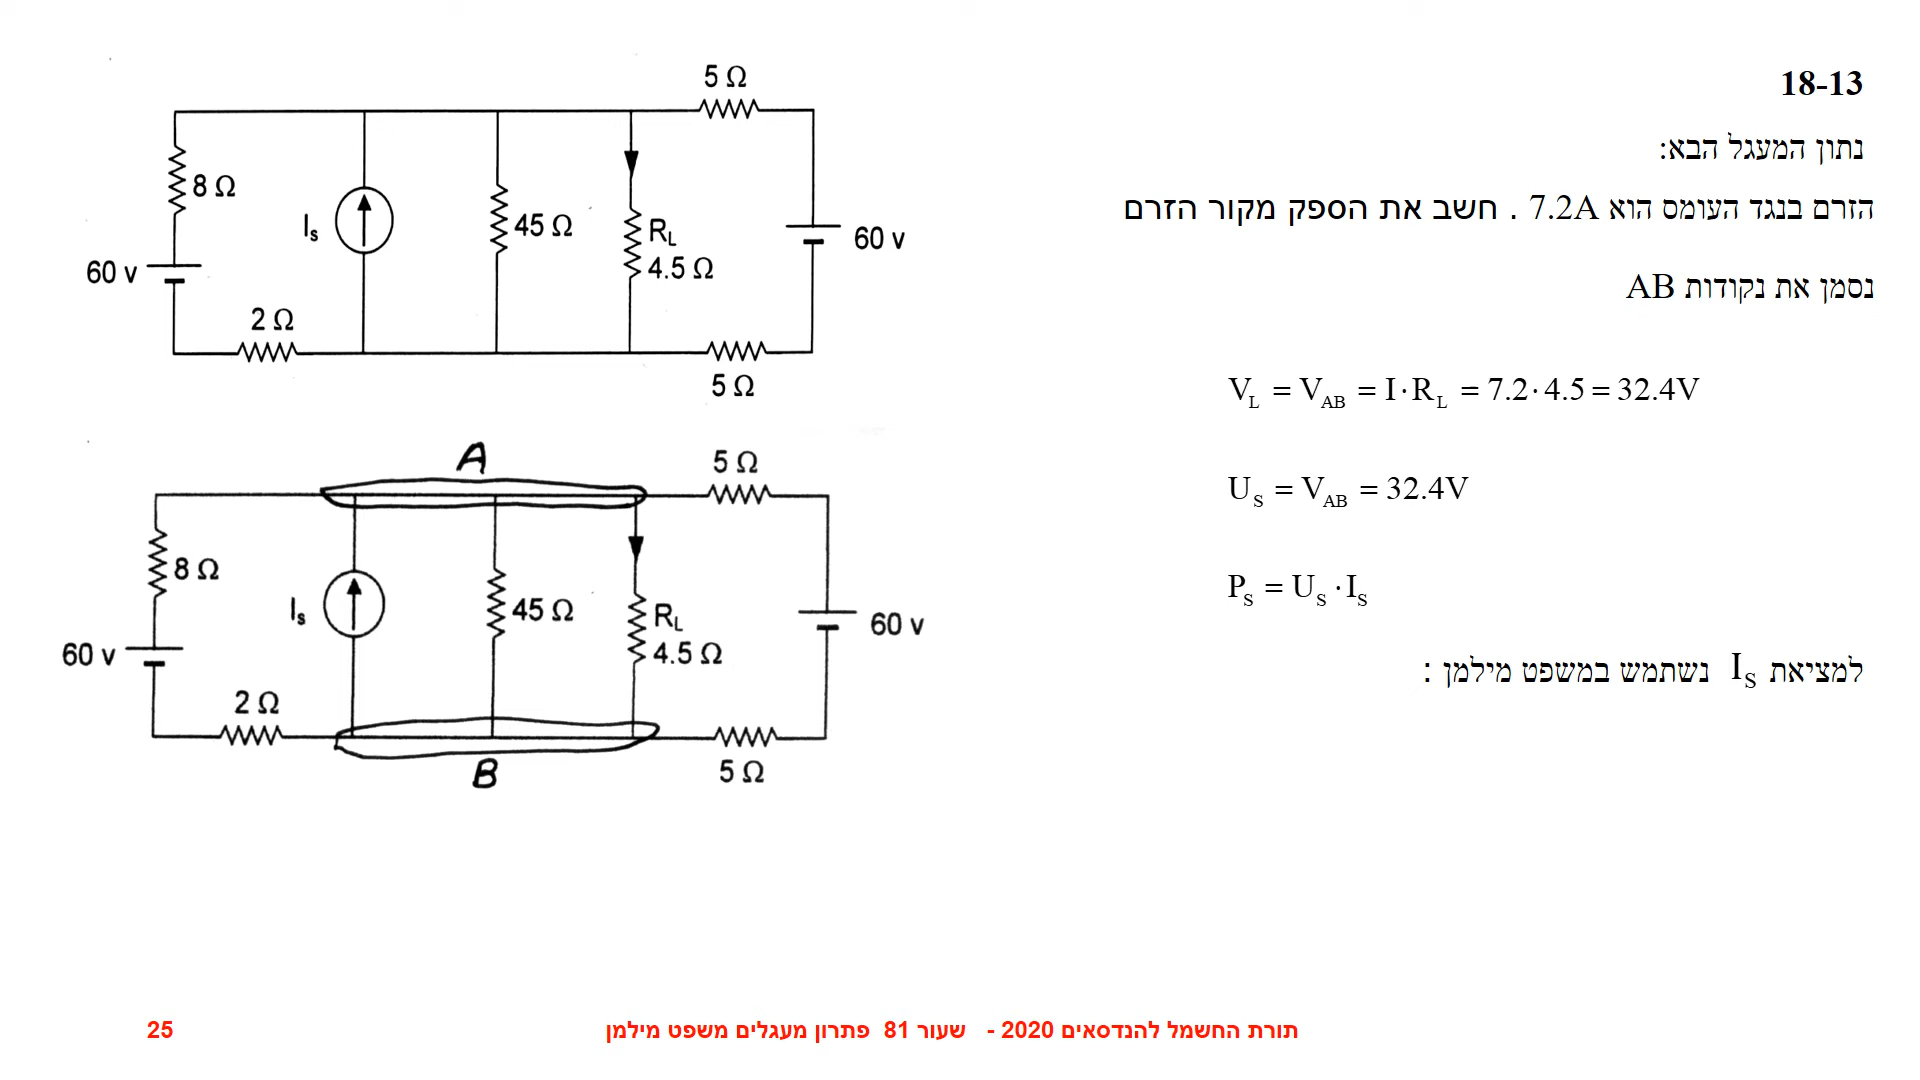 18-13
נתון המעגל הבא:
הזרם בנגד העומס הוא 7.2A . חשב את הספק מקור הזרם
נסמן את נקודות AB
V_L = V_AB = I·R_L = 7.2·4.5 = 32.4V
U_S = V_AB = 32.4V
P_S = U_S·I_S
למציאת I_S נשתמש במשפט מילמן :
5 Ω
8 Ω
I_s
45 Ω
R_L
4.5 Ω
60 v
60 v
2 Ω
5 Ω
A
5 Ω
8 Ω
I_s
45 Ω
R_L
4.5 Ω
60 v
60 v
2 Ω
5 Ω
B
תורת החשמל להנדסאים 2020 - שעור 81 פתרון מעגלים משפט מילמן
25